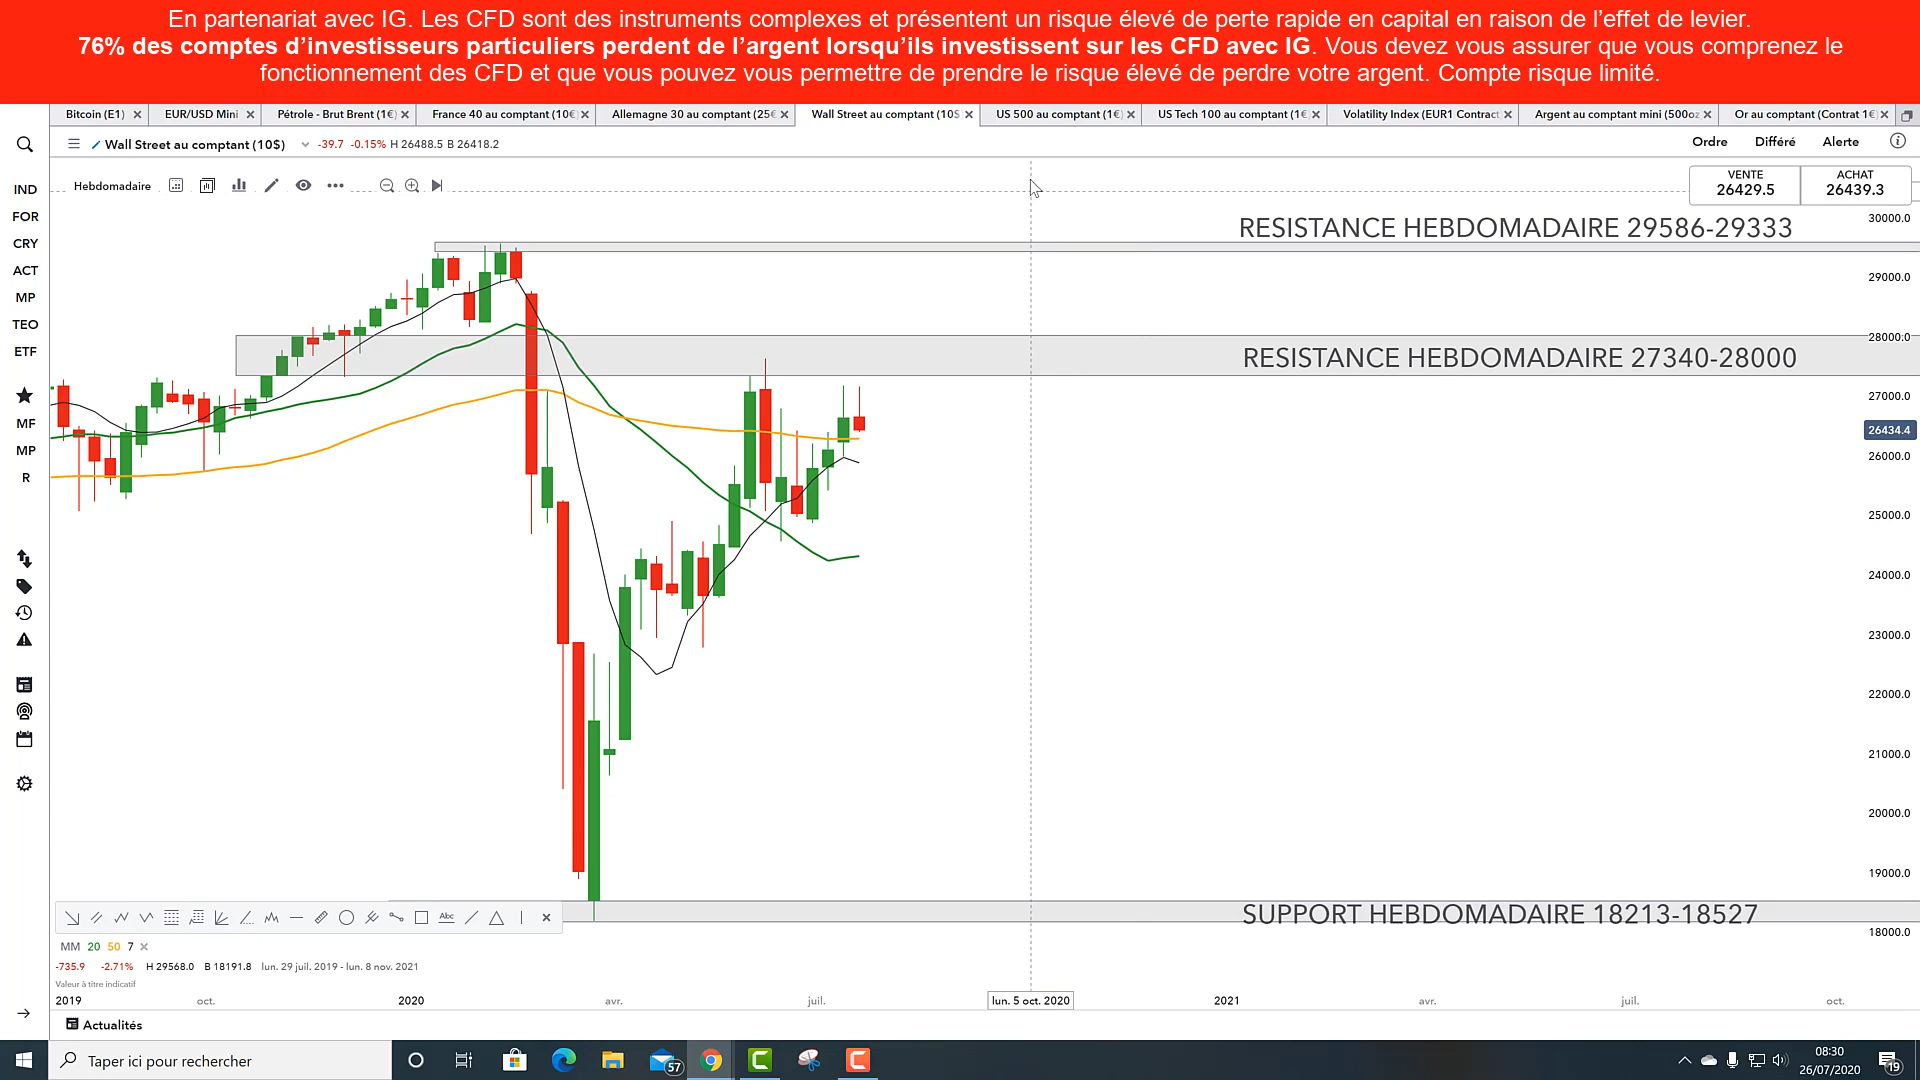 En partenariat avec IG. Les CFD sont des instruments complexes et présentent un risque élevé de perte rapide en capital en raison de l'effet de levier.
76% des comptes d'investisseurs particuliers perdent de l'argent lorsqu'ils investissent sur les CFD avec IG. Vous devez vous assurer que vous comprenez le
fonctionnement des CFD et que vous pouvez vous permettre de prendre le risque élevé de perdre votre argent. Compte risque limité.
Bitcoin (E1) EUR/USD Mini Pétrole - Brut Brent (1€) France 40 au comptant (10€) Allemagne 30 au comptant (25€ Wall Street au comptant (10$) US 500 au comptant (1€) US Tech 100 au comptant (1€) Volatility Index (EUR1 Contract) Argent au comptant mini (500oz Or au comptant (Contrat 1€)
Wall Street au comptant (10$) -39.7 -0.15% H 26488.5 B 26418.2 Ordre Différé Alerte
Hebdomadaire
VENTE ACHAT
26429.5 26439.3
IND
FOR
CRY
ACT
MP
TEO
ETF
MF
MP
R
RESISTANCE HEBDOMADAIRE 29586-29333
RESISTANCE HEBDOMADAIRE 27340-28000
SUPPORT HEBDOMADAIRE 18213-18527
30000.0
29000.0
28000.0
27000.0
26434.4
26000.0
25000.0
24000.0
23000.0
22000.0
21000.0
20000.0
19000.0
18000.0
Abc
MM 20 50 7
-735.9 -2.71% H 29568.0 B 18191.8 lun. 29 juil. 2019 - lun. 8 nov. 2021
Valeur à titre indicatif
2019 oct. 2020 avr. juil. lun. 5 oct. 2020 2021 avr. juil. oct.
Actualités
Taper ici pour rechercher
57
08:30
26/07/2020
19